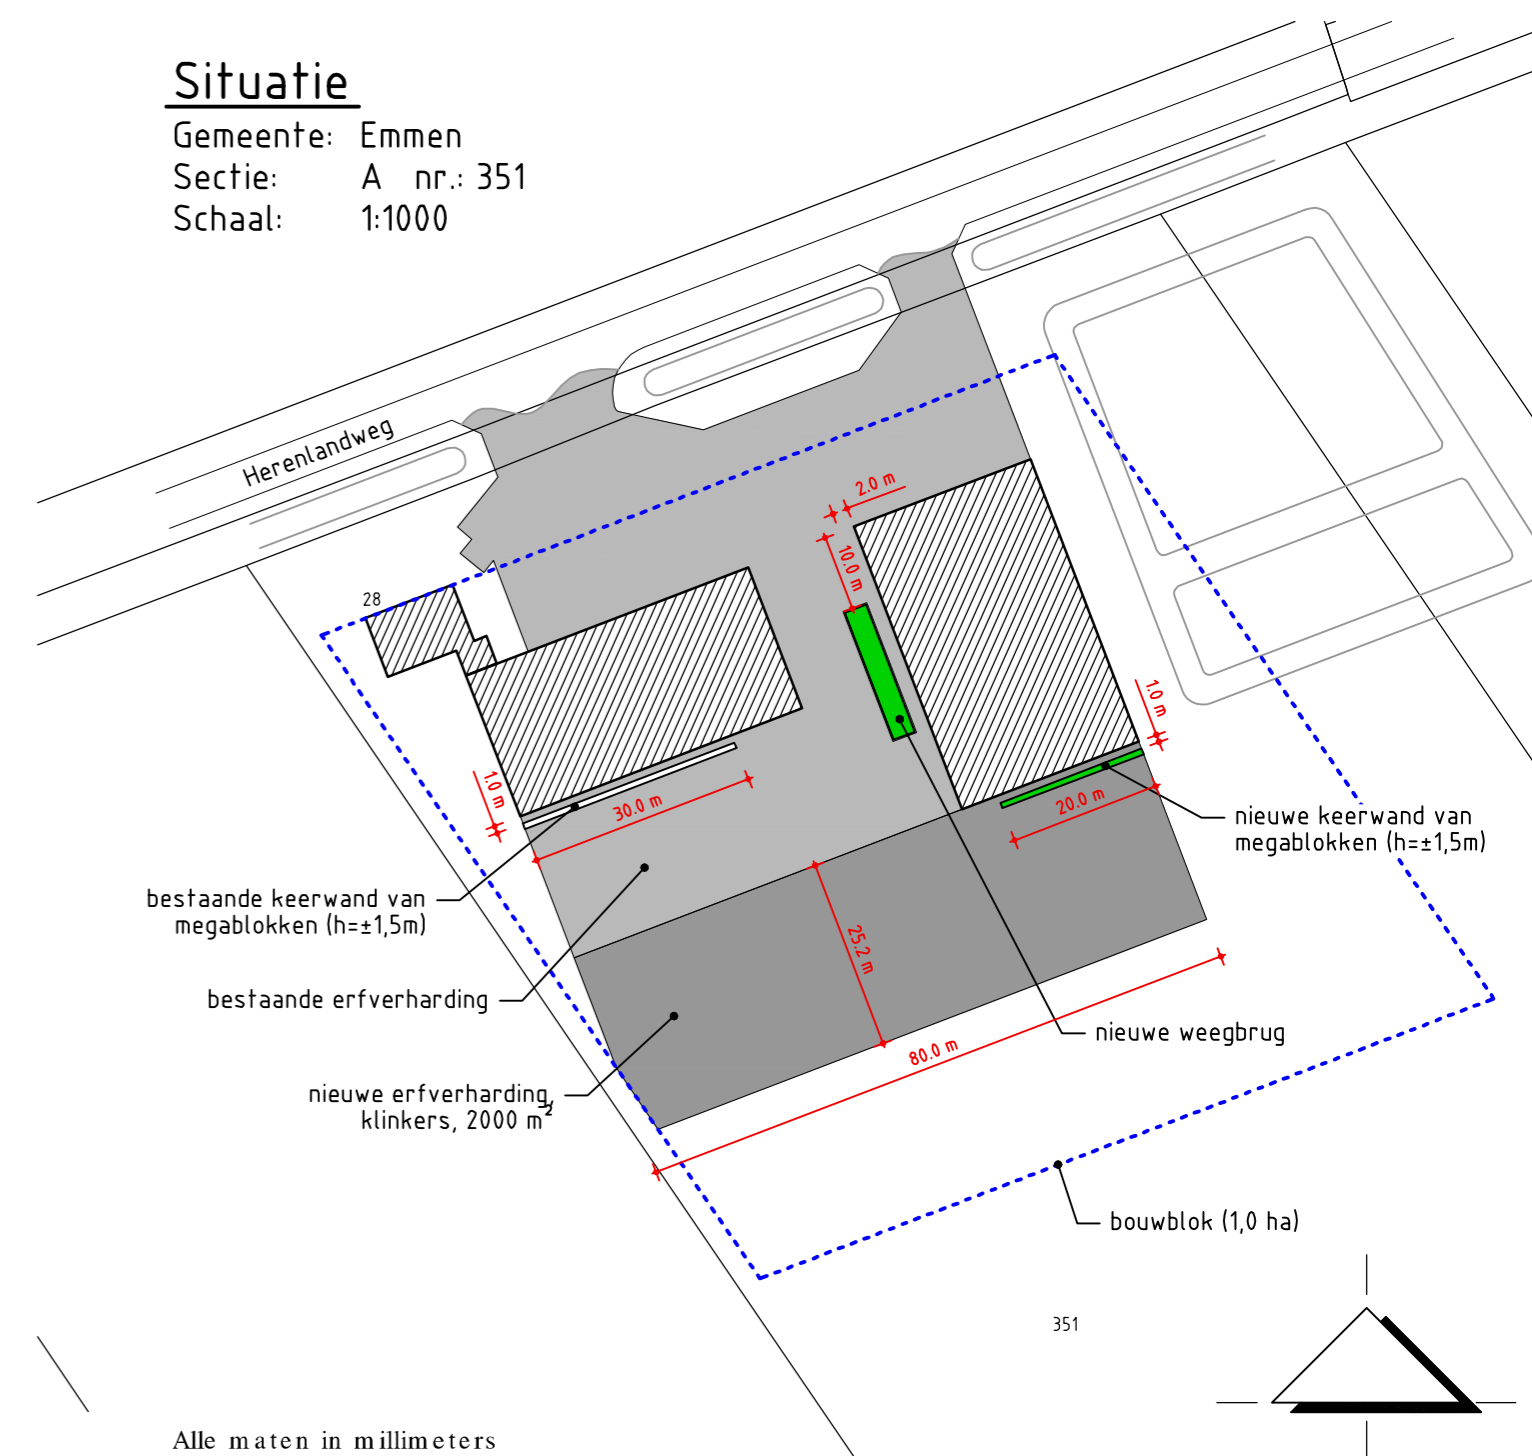 Situatie
Gemeente: Emmen
Sectie: A nr.: 351
Schaal: 1:1000
Herenlandweg
28
2.0 m
10.0 m
1.0 m
1.0 m
30.0 m
20.0 m
nieuwe keerwand van
megablokken (h=±1,5m)
bestaande keerwand van
megablokken (h=±1,5m)
25.2 m
bestaande erfverharding
nieuwe weegbrug
80.0 m
nieuwe erfverharding,
klinkers, 2000 m²
bouwblok (1,0 ha)
351
Alle maten in millimeters